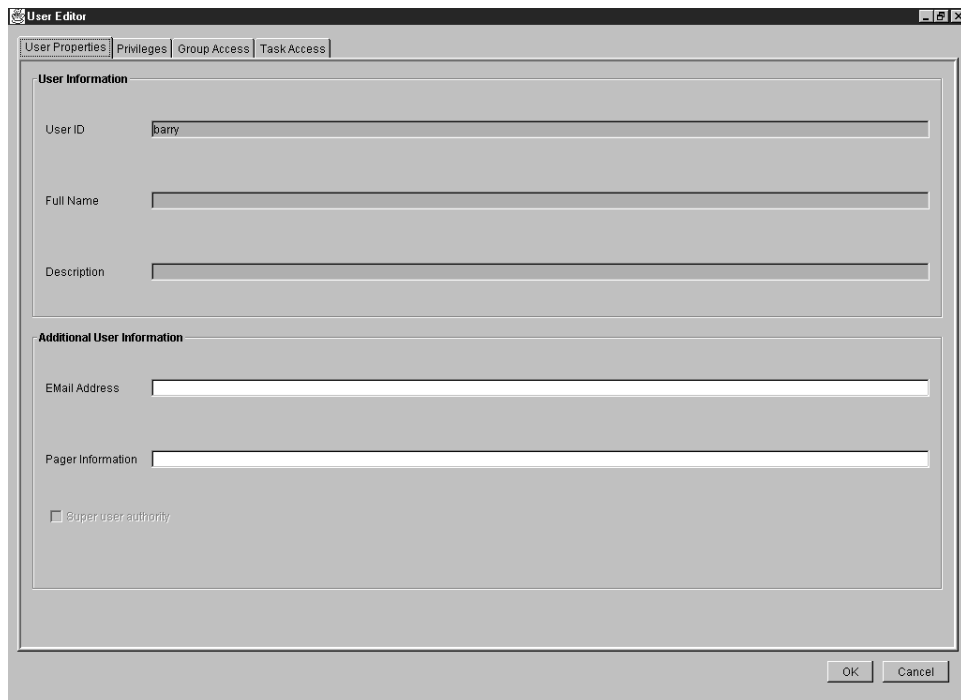 User Editor
User Properties Privileges Group Access Task Access
User Information
User ID barry
Full Name
Description
Additional User Information
EMail Address
Pager Information
Super user authority
OK Cancel